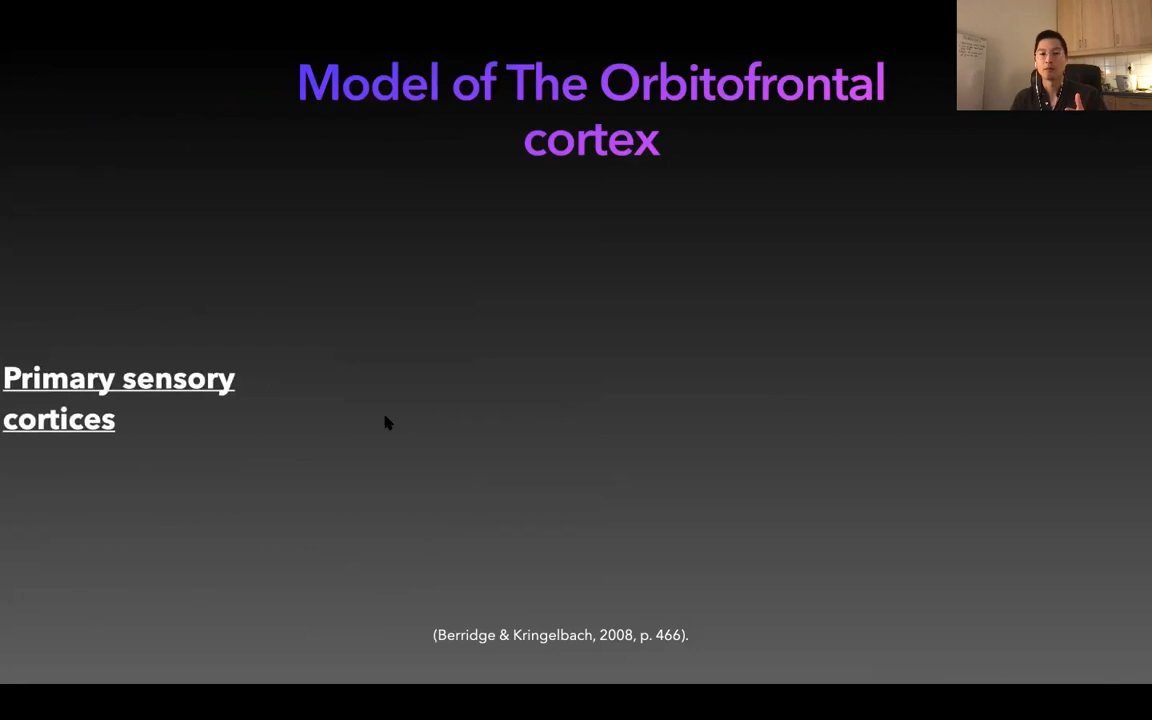 Model of The Orbitofrontal
cortex
Primary sensory
cortices
(Berridge & Kringelbach, 2008, p. 466).